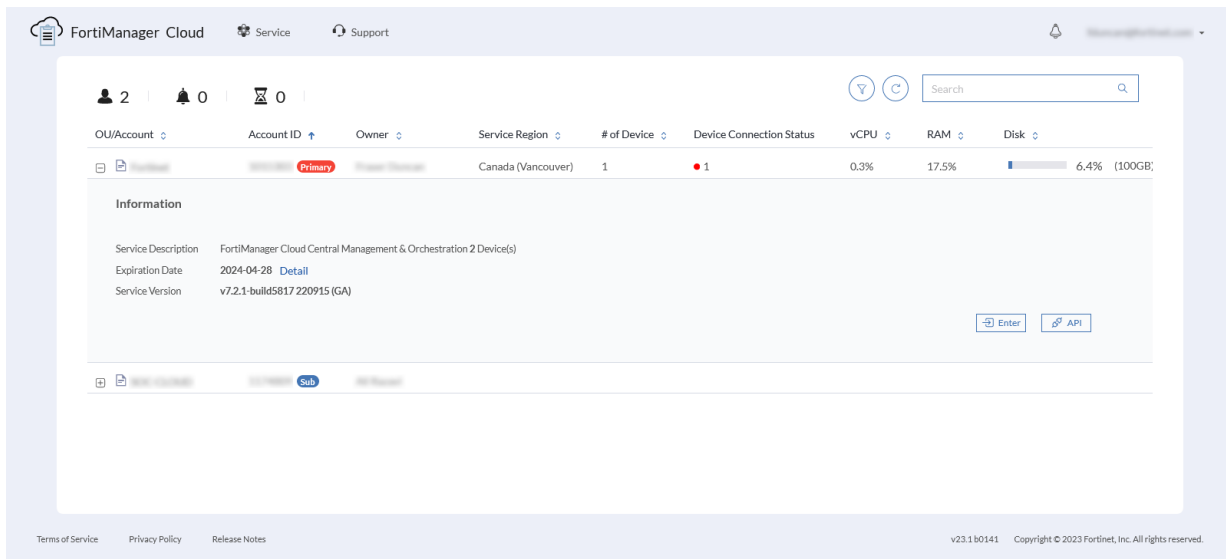 FortiManager Cloud Service Support
2 0 0 Search
OU/Account Account ID Owner Service Region # of Device Device Connection Status vCPU RAM Disk
Primary Canada (Vancouver) 1 1 0.3% 17.5% 6.4% (100GB)
Information
Service Description FortiManager Cloud Central Management & Orchestration 2 Device(s)
Expiration Date 2024-04-28 Detail
Service Version v7.2.1-build5817 220915 (GA)
Enter API
Sub
Terms of Service Privacy Policy Release Notes v23.1 b0141 Copyright © 2023 Fortinet, Inc. All rights reserved.